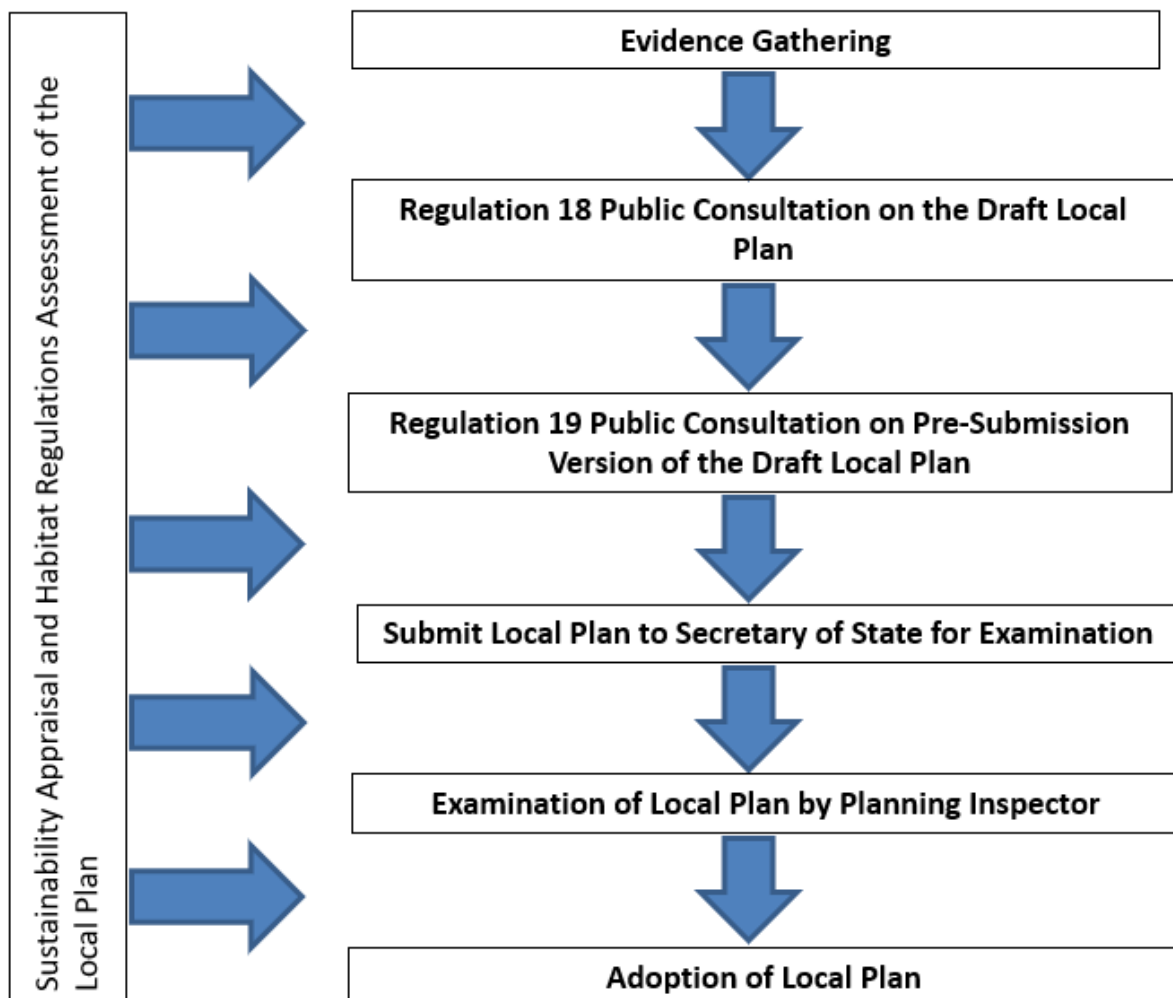 Sustainability Appraisal and Habitat Regulations Assessment of the
Local Plan
Evidence Gathering
Regulation 18 Public Consultation on the Draft Local
Plan
Regulation 19 Public Consultation on Pre-Submission
Version of the Draft Local Plan
Submit Local Plan to Secretary of State for Examination
Examination of Local Plan by Planning Inspector
Adoption of Local Plan